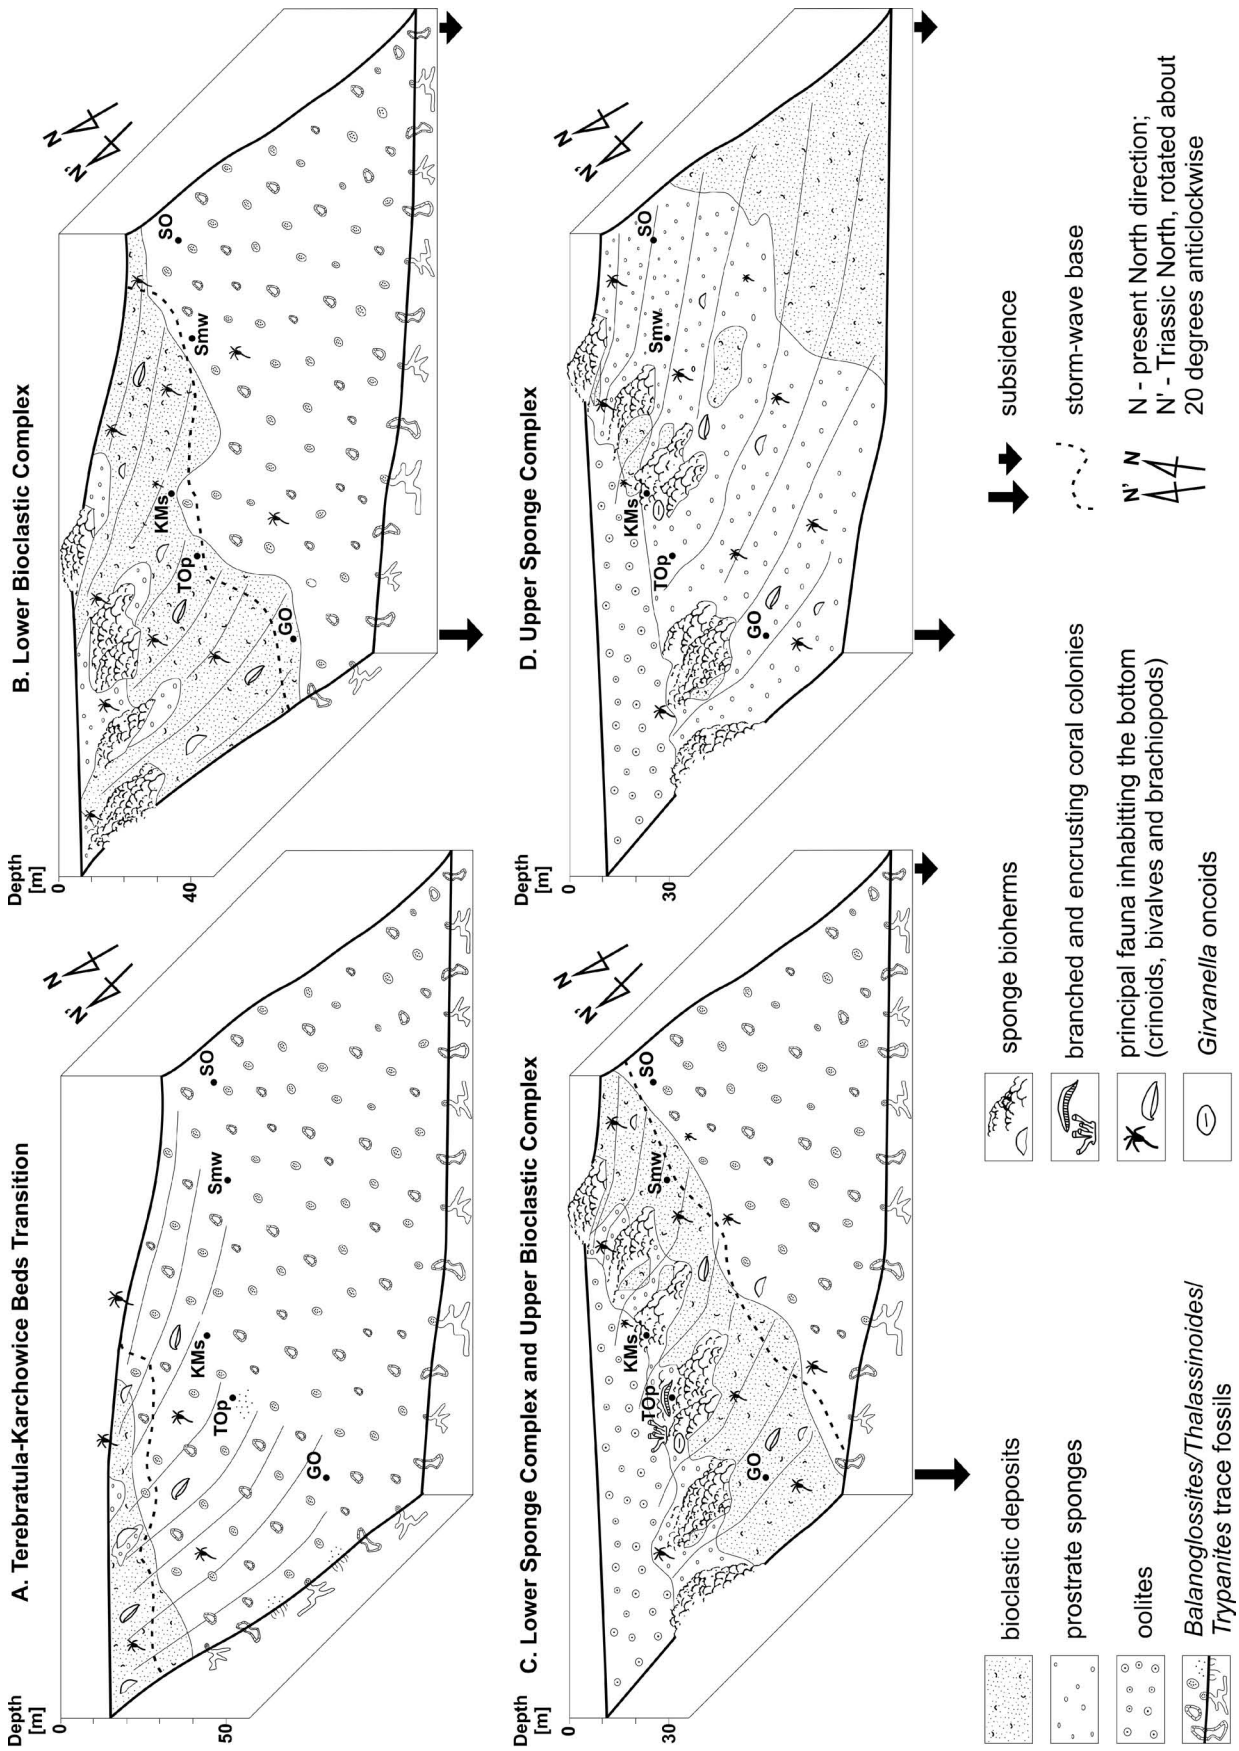 A. Terebratula-Karchowice Beds Transition
Depth
[m]
0
50
N'
N
SO
Smw
KMs
TOp
GO
B. Lower Bioclastic Complex
Depth
[m]
0
40
N'
N
SO
Smw
KMs
TOp
GO
C. Lower Sponge Complex and Upper Bioclastic Complex
Depth
[m]
0
30
N'
N
SO
Smw
KMs
TOp
GO
D. Upper Sponge Complex
Depth
[m]
0
30
N'
N
SO
Smw
KMs
TOp
GO
bioclastic deposits
prostrate sponges
oolites
Balanoglossites/Thalassinoides/
Trypanites trace fossils
sponge bioherms
branched and encrusting coral colonies
principal fauna inhabitting the bottom
(crinoids, bivalves and brachiopods)
Girvanella oncoids
subsidence
storm-wave base
N'
N
N - present North direction;
N' - Triassic North, rotated about
20 degrees anticlockwise